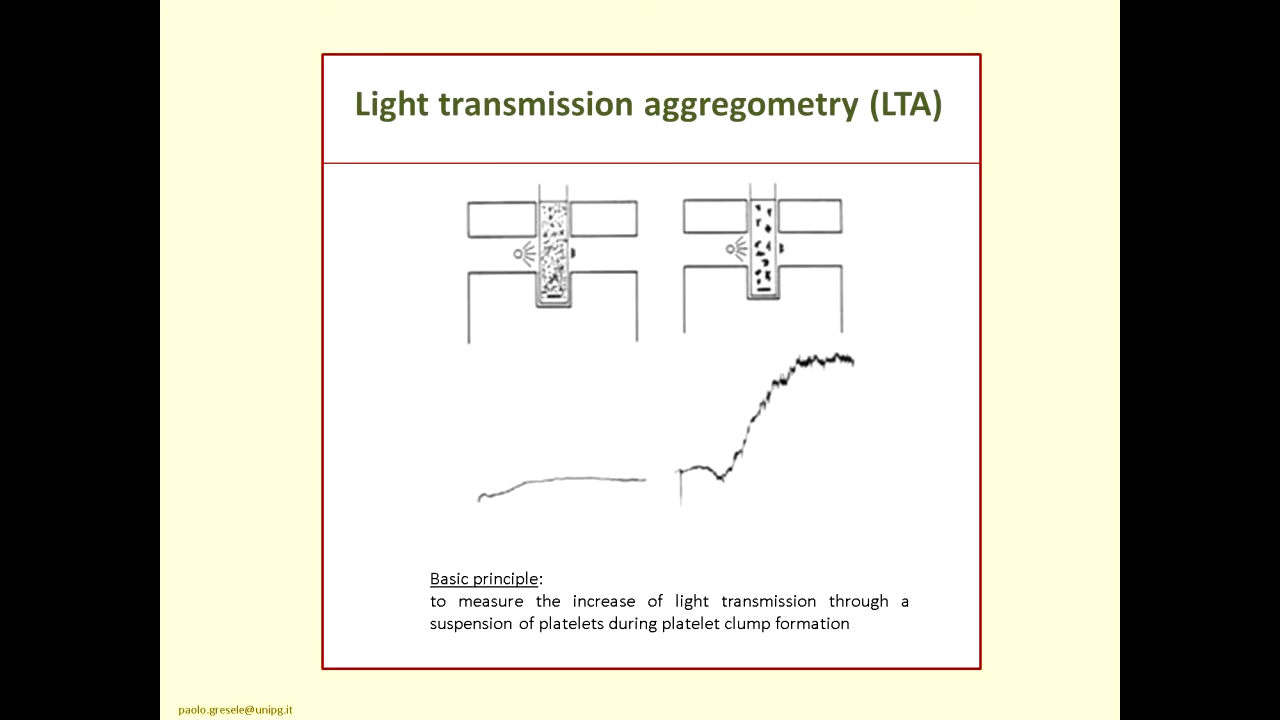 Light transmission aggregometry (LTA)
Basic principle:
to measure the increase of light transmission through a
suspension of platelets during platelet clump formation
paolo.gresele@unipg.it